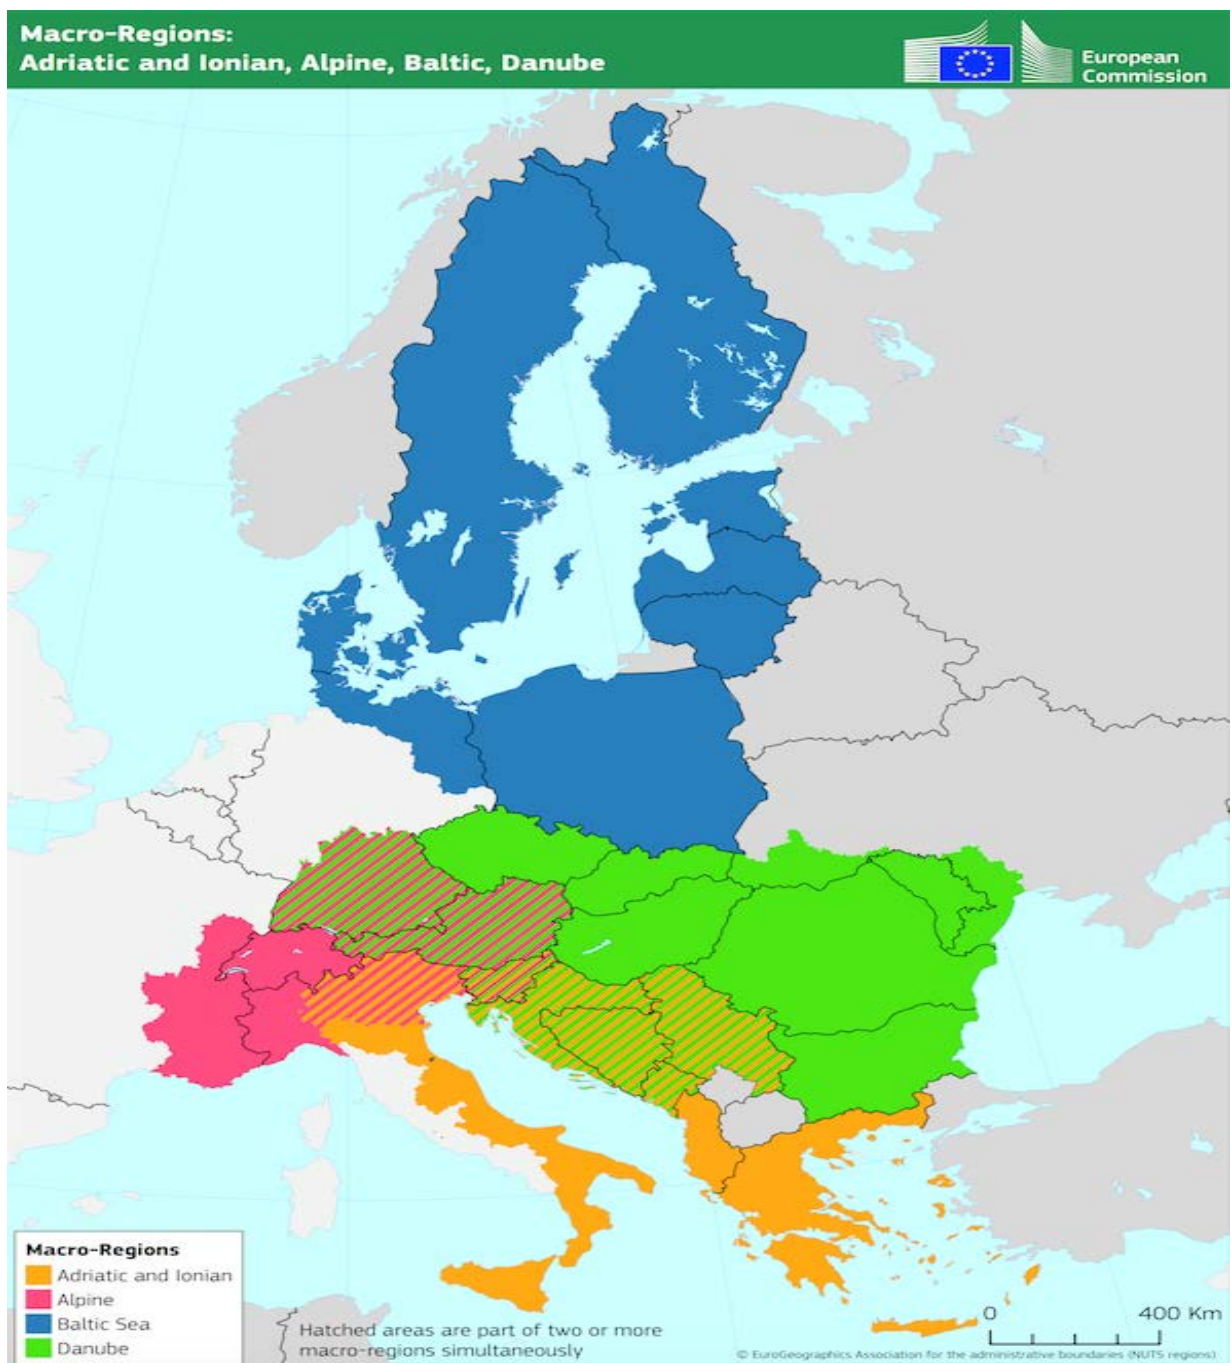 Macro-Regions:
Adriatic and Ionian, Alpine, Baltic, Danube
European
Commission
Macro-Regions
Adriatic and Ionian
Alpine
Baltic Sea
Danube
Hatched areas are part of two or more
macro-regions simultaneously
0 400 Km
© EuroGeographics Association for the administrative boundaries (NUTS regions)